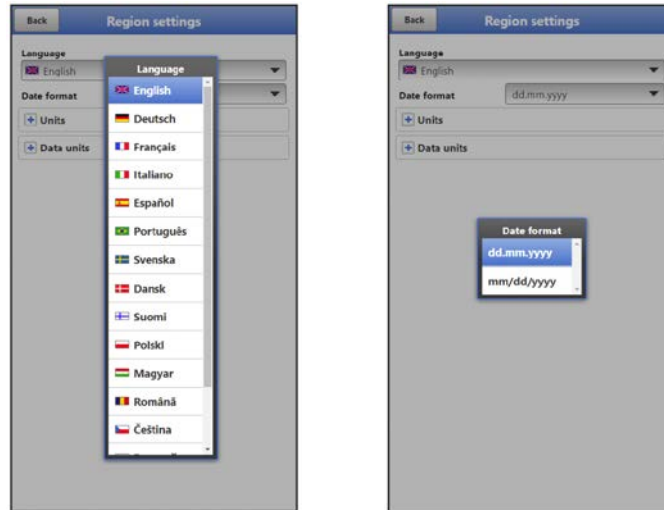 Back Region settings
Language
English
Date format
Units
Data units
Language
English
Deutsch
Français
Italiano
Español
Português
Svenska
Dansk
Suomi
Polski
Magyar
Română
Čeština
Back Region settings
Language
English
Date format dd.mm.yyyy
Units
Data units
Date format
dd.mm.yyyy
mm/dd/yyyy